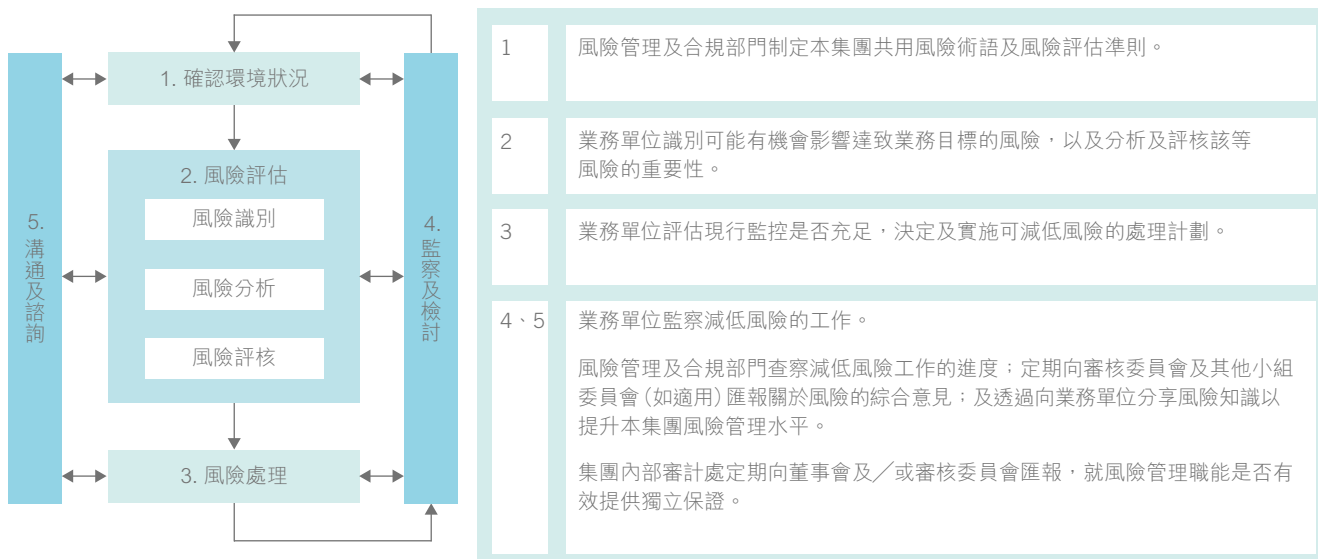 1. 確認環境狀況
2. 風險評估
風險識別
風險分析
風險評核
3. 風險處理
4.
監察及檢討
5.
溝通及諮詢
1
風險管理及合規部門制定本集團共用風險術語及風險評估準則。
2
業務單位識別可能有機會影響達致業務目標的風險，以及分析及評核該等
風險的重要性。
3
業務單位評估現行監控是否充足，決定及實施可減低風險的處理計劃。
4、5
業務單位監察減低風險的工作。
風險管理及合規部門查察減低風險工作的進度；定期向審核委員會及其他小組
委員會（如適用）匯報關於風險的綜合意見；及透過向業務單位分享風險知識以
提升本集團風險管理水平。
集團內部審計處定期向董事會及╱或審核委員會匯報，就風險管理職能是否有
效提供獨立保證。